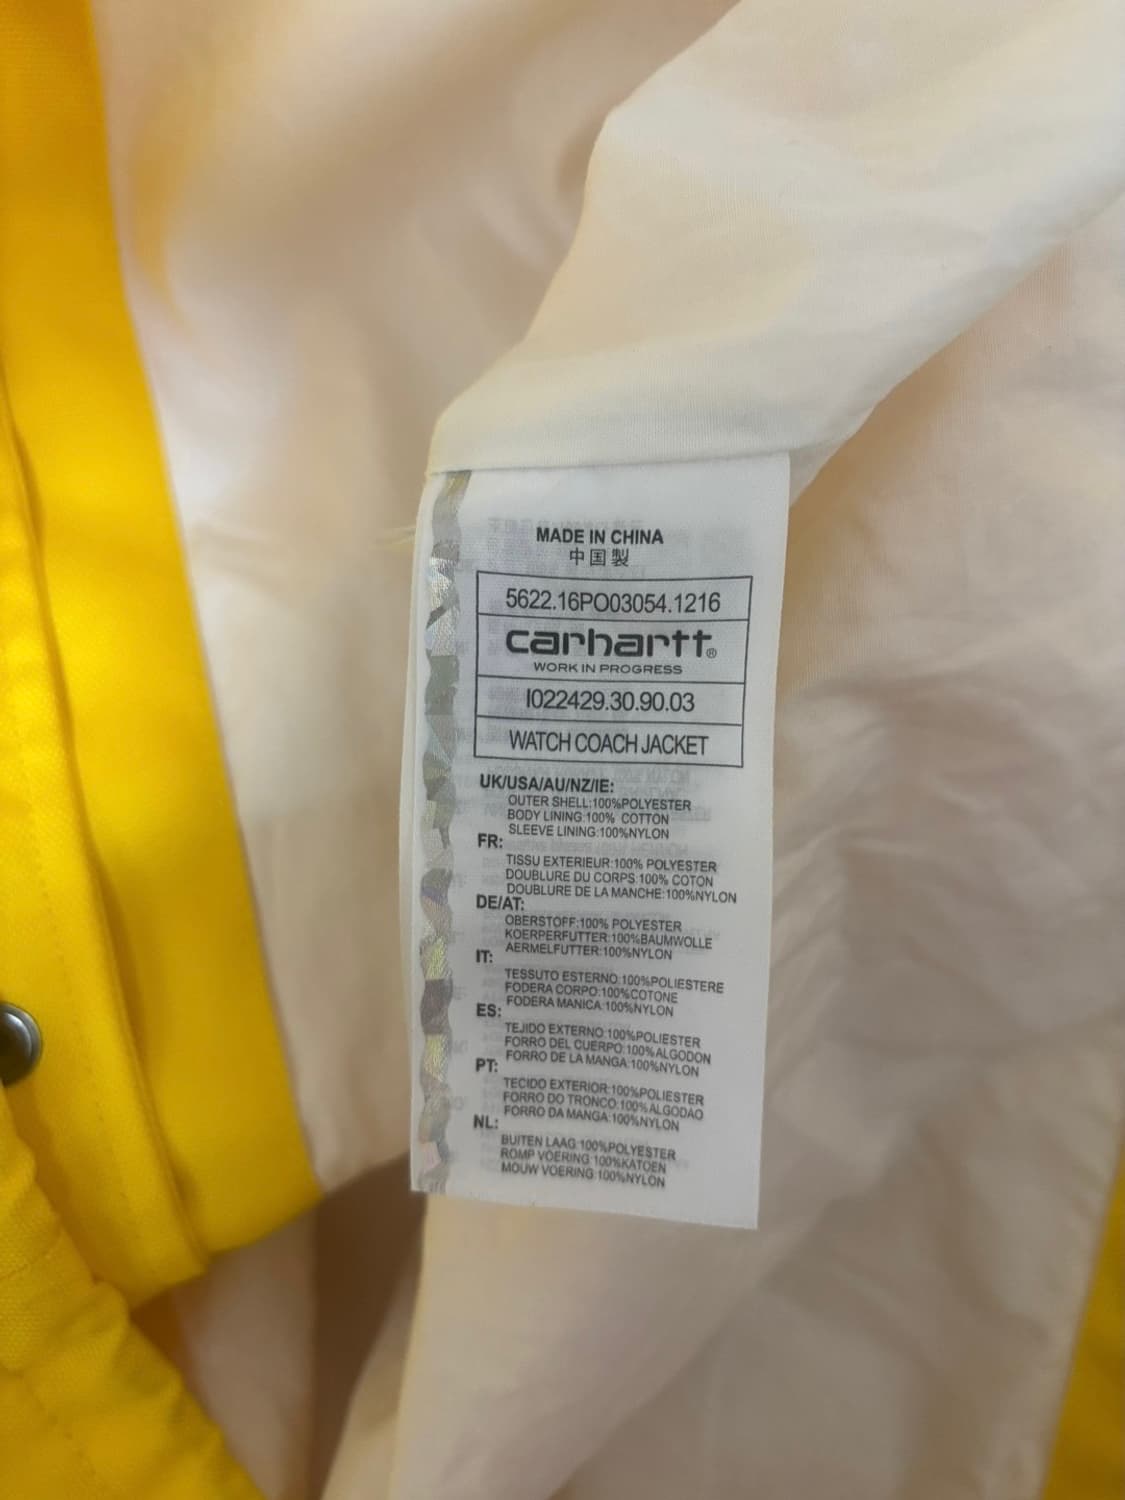 MADE IN CHINA
中国製
5622.16PO03054.1216
carhartt®
WORK IN PROGRESS
I022429.30.90.03
WATCH COACH JACKET
UK/USA/AU/NZ/IE:
OUTER SHELL:100%POLYESTER
BODY LINING:100% COTTON
SLEEVE LINING:100%NYLON
FR:
TISSU EXTERIEUR:100% POLYESTER
DOUBLURE DU CORPS:100% COTON
DOUBLURE DE LA MANCHE:100%NYLON
DE/AT:
OBERSTOFF:100% POLYESTER
KOERPERFUTTER:100%BAUMWOLLE
AERMELFUTTER:100%NYLON
IT:
TESSUTO ESTERNO:100%POLIESTERE
FODERA CORPO:100%COTONE
FODERA MANICA:100%NYLON
ES:
TEJIDO EXTERNO:100%POLIESTER
FORRO DEL CUERPO:100%ALGODON
FORRO DE LA MANGA:100%NYLON
PT:
TECIDO EXTERIOR:100%POLIESTER
FORRO DO TRONCO:100%ALGODAO
FORRO DA MANGA:100%NYLON
NL:
BUITEN LAAG:100%POLYESTER
ROMP VOERING:100%KATOEN
MOUW VOERING:100%NYLON